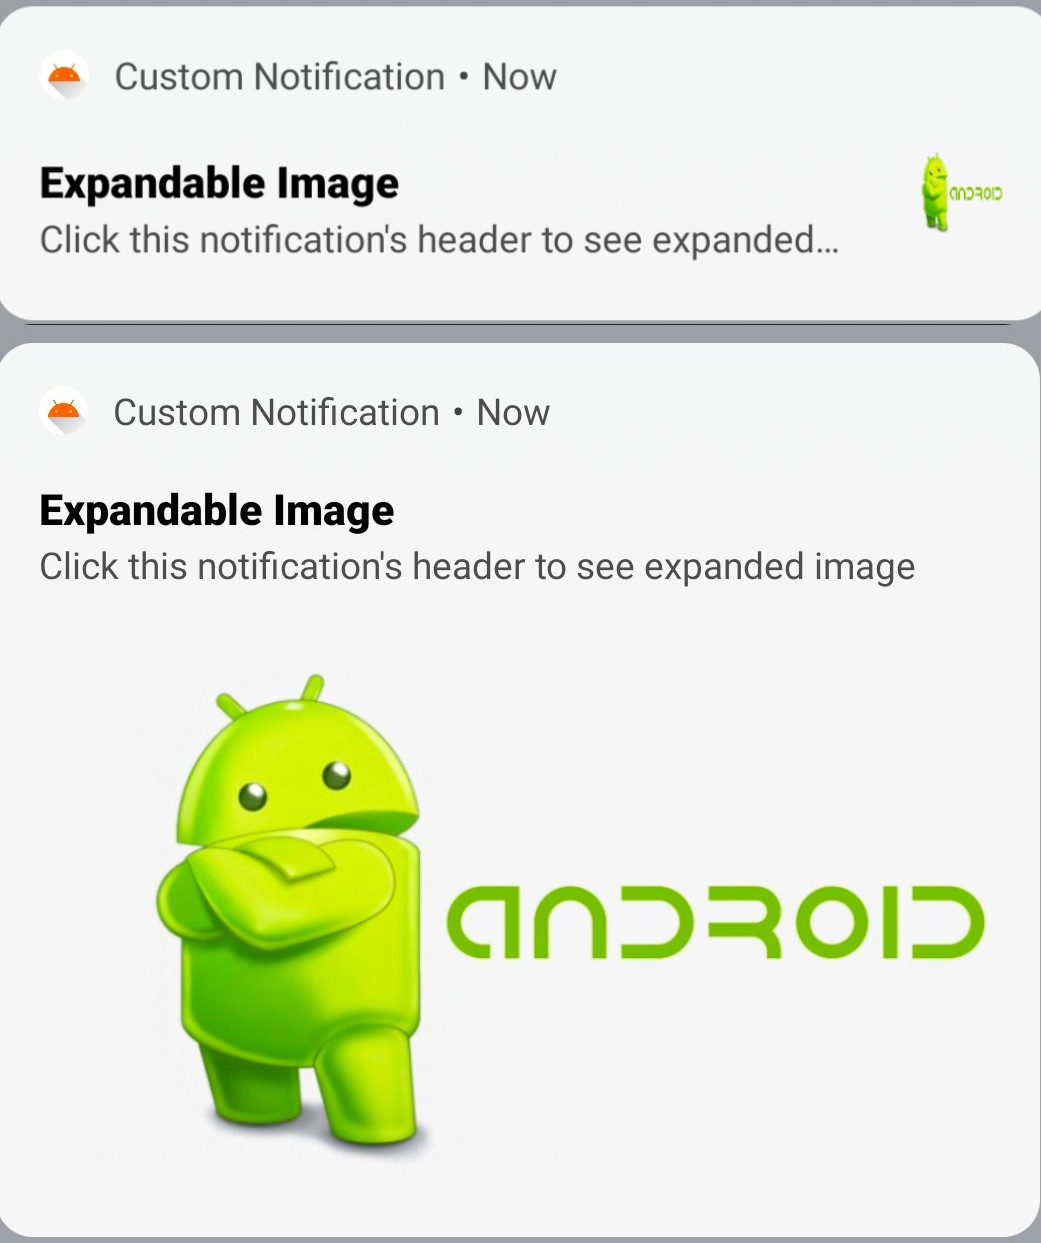 Custom Notification • Now
Expandable Image
Click this notification's header to see expanded...
ANDROID
Custom Notification • Now
Expandable Image
Click this notification's header to see expanded image
ANDROID